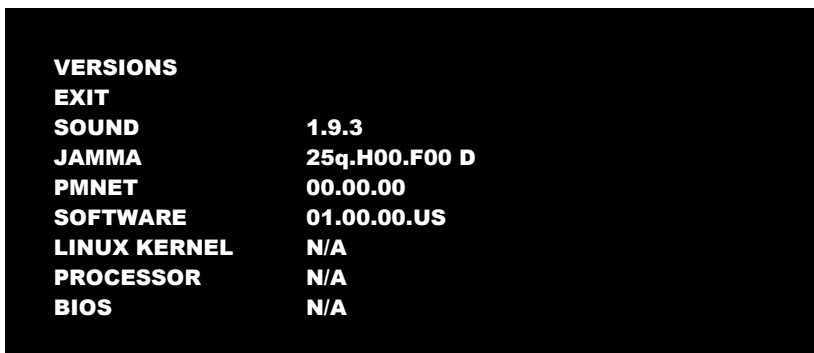 VERSIONS
EXIT
SOUND 1.9.3
JAMMA 25q.H00.F00 D
PMNET 00.00.00
SOFTWARE 01.00.00.US
LINUX KERNEL N/A
PROCESSOR N/A
BIOS N/A